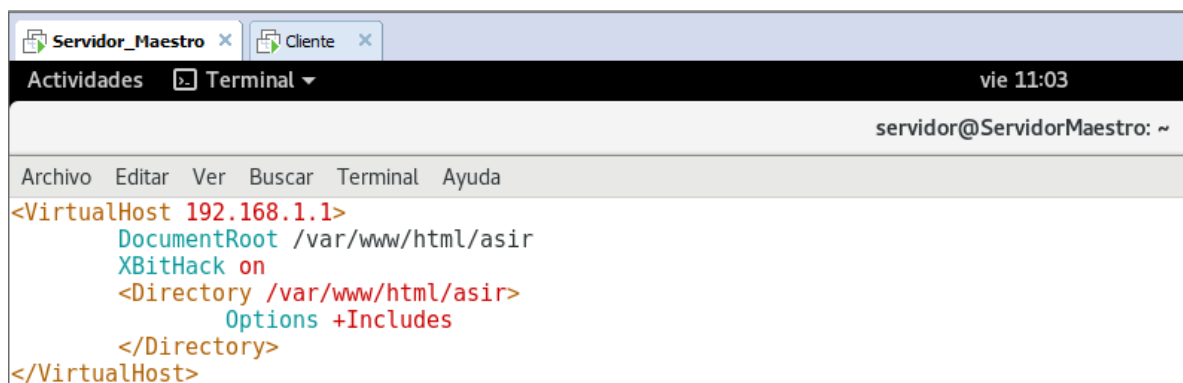 Servidor_Maestro × Cliente ×
Actividades Terminal vie 11:03
servidor@ServidorMaestro: ~
Archivo Editar Ver Buscar Terminal Ayuda
<VirtualHost 192.168.1.1>
        DocumentRoot /var/www/html/asir
        XBitHack on
        <Directory /var/www/html/asir>
                Options +Includes
        </Directory>
</VirtualHost>